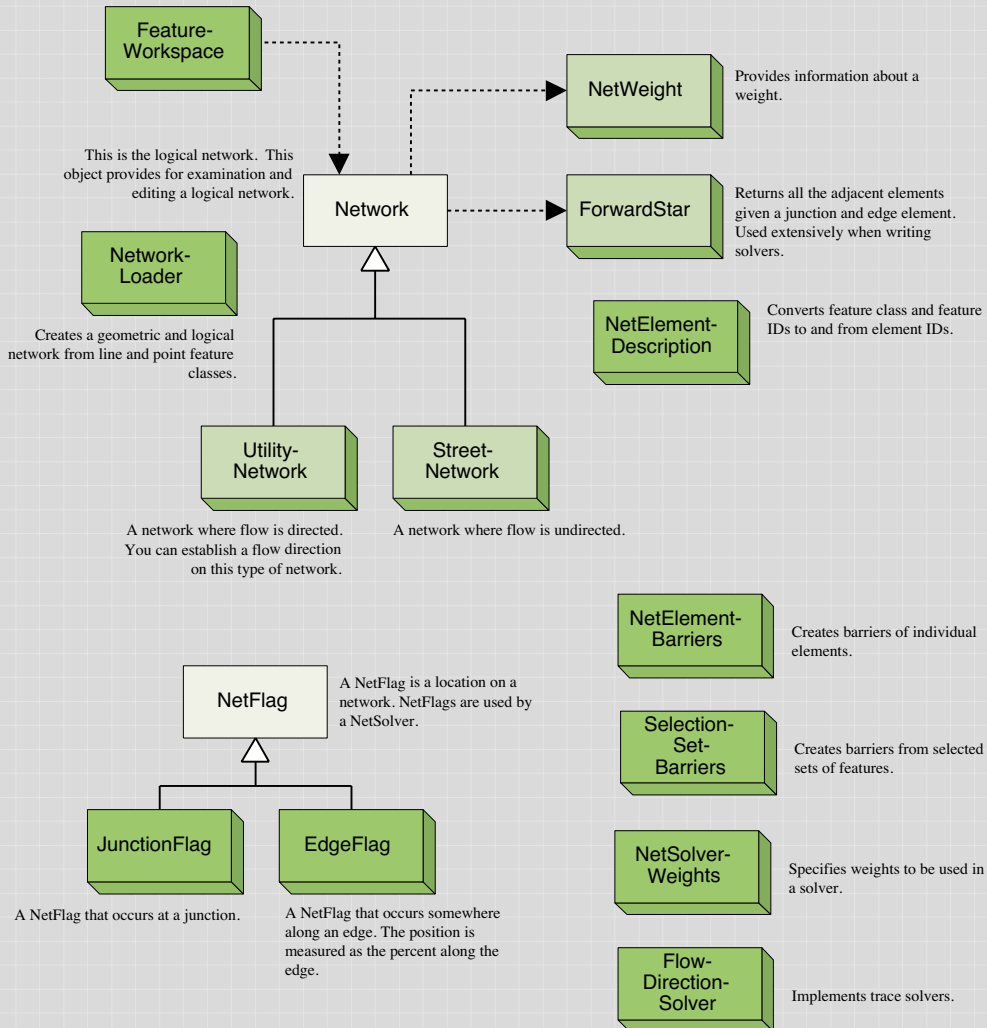 Feature-
Workspace
NetWeight
Provides information about a
weight.
This is the logical network. This
object provides for examination and
editing a logical network.
Network
ForwardStar
Returns all the adjacent elements
given a junction and edge element.
Used extensively when writing
solvers.
Network-
Loader
Creates a geometric and logical
network from line and point feature
classes.
NetElement-
Description
Converts feature class and feature
IDs to and from element IDs.
Utility-
Network
A network where flow is directed.
You can establish a flow direction
on this type of network.
Street-
Network
A network where flow is undirected.
NetElement-
Barriers
Creates barriers of individual
elements.
NetFlag
A NetFlag is a location on a
network. NetFlags are used by
a NetSolver.
Selection-
Set-
Barriers
Creates barriers from selected
sets of features.
JunctionFlag
A NetFlag that occurs at a junction.
EdgeFlag
A NetFlag that occurs somewhere
along an edge. The position is
measured as the percent along the
edge.
NetSolver-
Weights
Specifies weights to be used in
a solver.
Flow-
Direction-
Solver
Implements trace solvers.